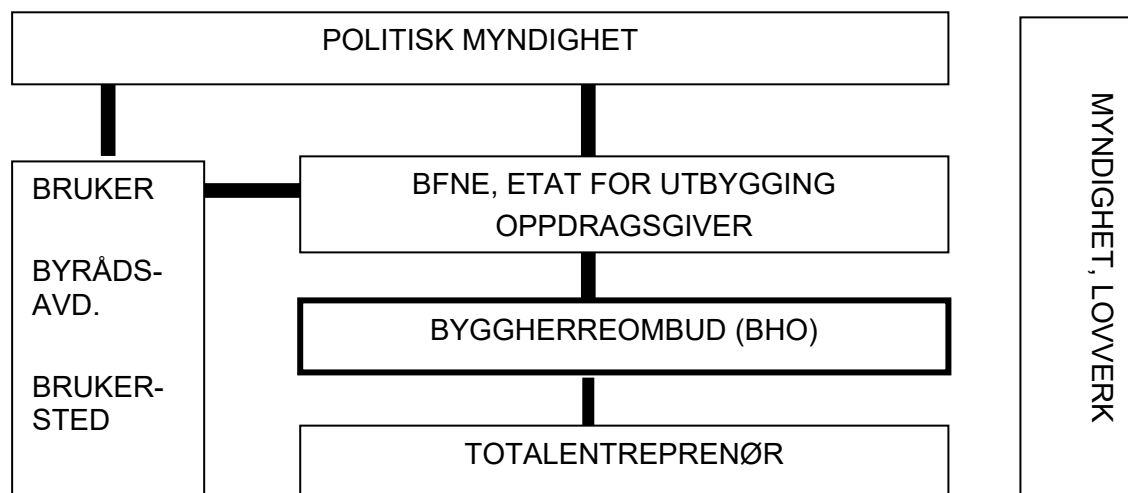 POLITISK MYNDIGHET
BRUKER
BYRÅDS-
AVD.
BRUKER-
STED
BFNE, ETAT FOR UTBYGGING
OPPDRAGSGIVER
BYGGHERREOMBUD (BHO)
TOTALENTREPRENØR
MYNDIGHET, LOVVERK